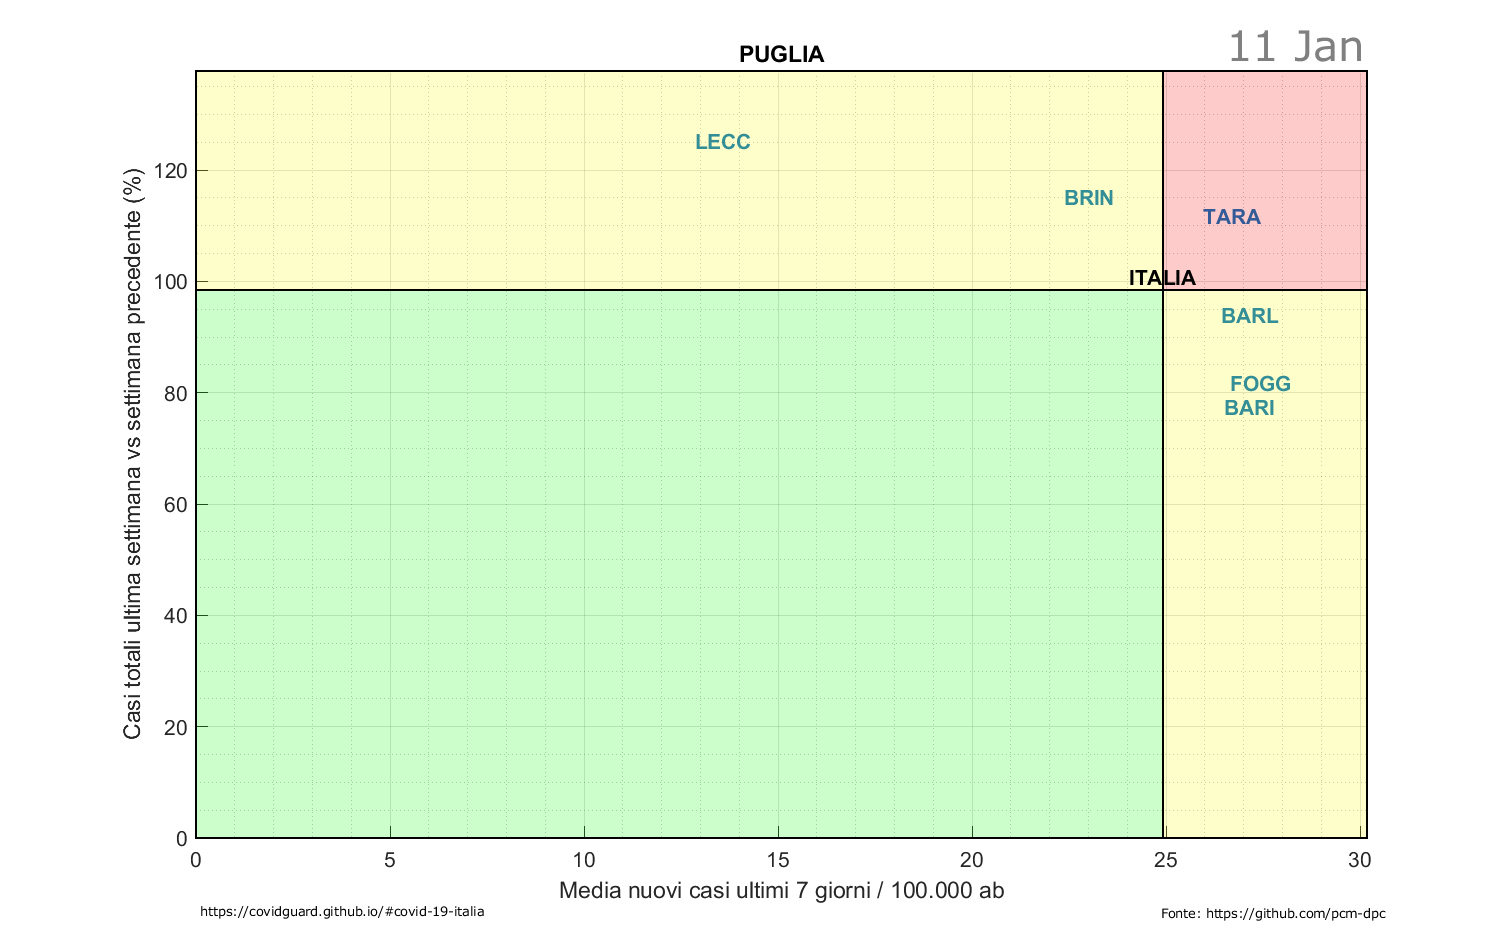 11 Jan
PUGLIA
Casi totali ultima settimana vs settimana precedente (%)
120
100
80
60
40
20
0
LECC
BRIN
TARA
ITALIA
BARL
FOGG
BARI
0 5 10 15 20 25 30
Media nuovi casi ultimi 7 giorni / 100.000 ab
https://covidguard.github.io/#covid-19-italia
Fonte: https://github.com/pcm-dpc